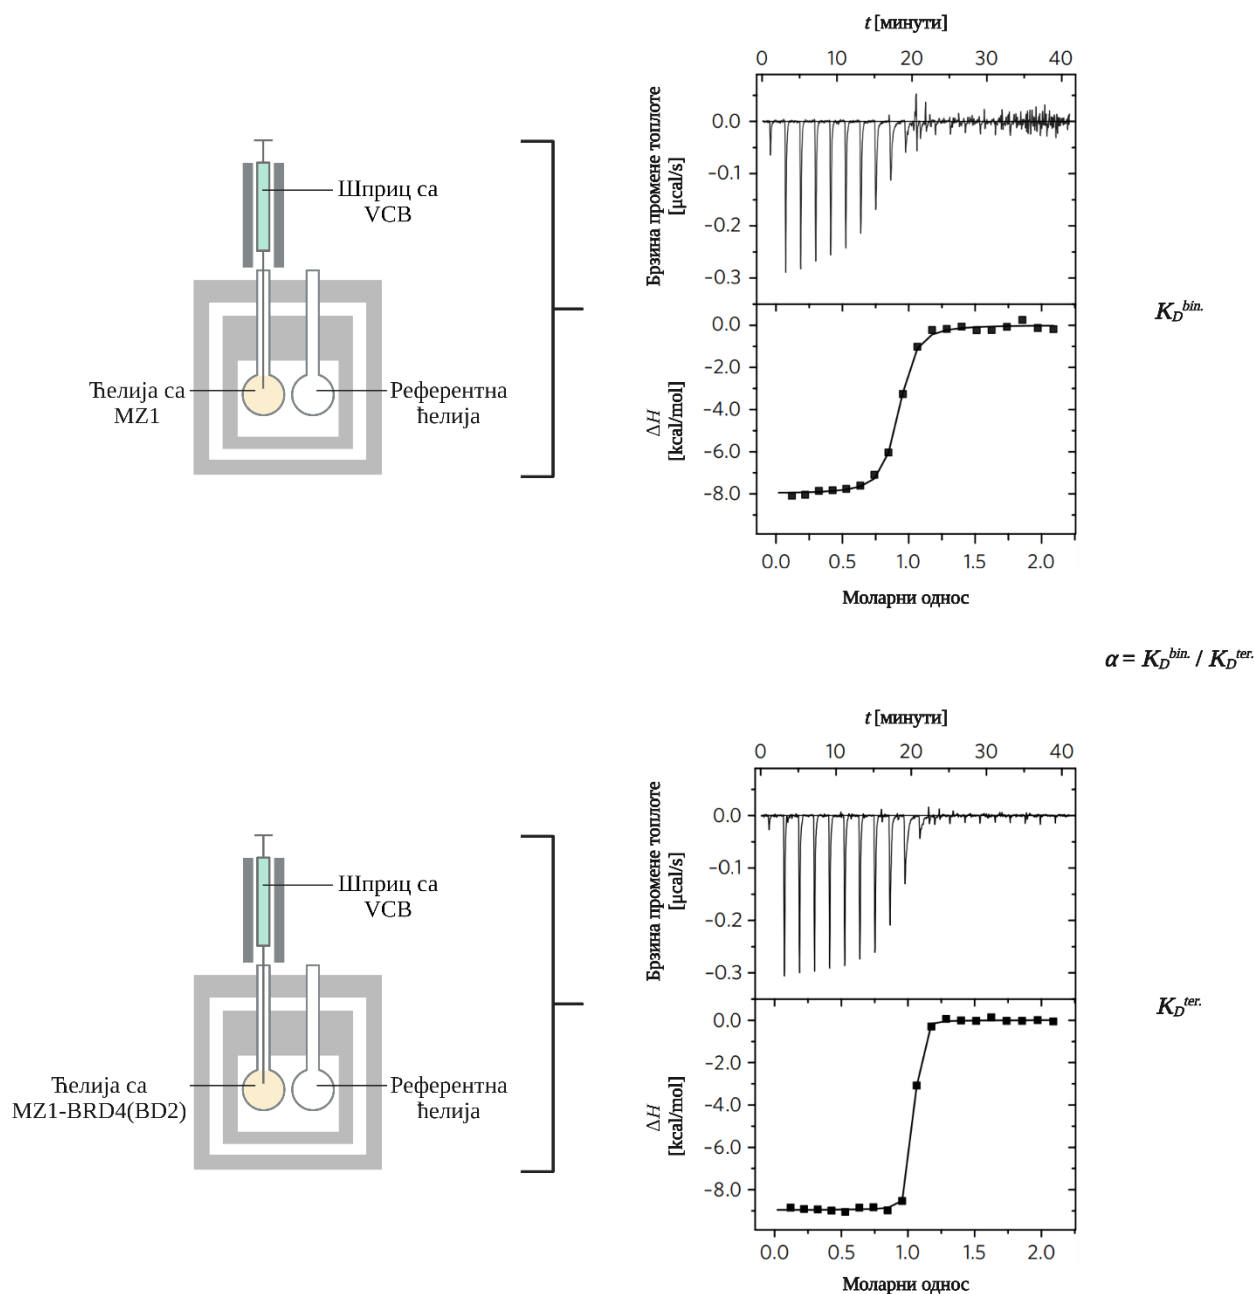 t [минути]
0 10 20 30 40
Брзина промене топлоте
[μcal/s]
0.0
-0.1
-0.2
-0.3
Шприц са
VCB
Ћелија са
MZ1
Референтна
ћелија
K_D^bin.
ΔH
[kcal/mol]
0.0
-2.0
-4.0
-6.0
-8.0
0.0 0.5 1.0 1.5 2.0
Моларни однос
α = K_D^bin. / K_D^ter.
t [минути]
0 10 20 30 40
Брзина промене топлоте
[μcal/s]
0.0
-0.1
-0.2
-0.3
Шприц са
VCB
Ћелија са
MZ1-BRD4(BD2)
Референтна
ћелија
K_D^ter.
ΔH
[kcal/mol]
0.0
-2.0
-4.0
-6.0
-8.0
0.0 0.5 1.0 1.5 2.0
Моларни однос